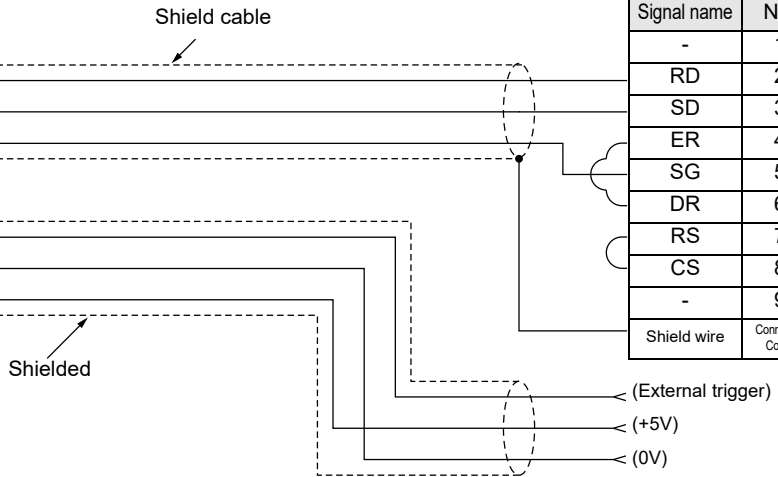 Shield cable
Signal name
-
RD
SD
ER
SG
DR
RS
CS
-
Shield wire
Shielded
(External trigger)
(+5V)
(0V)